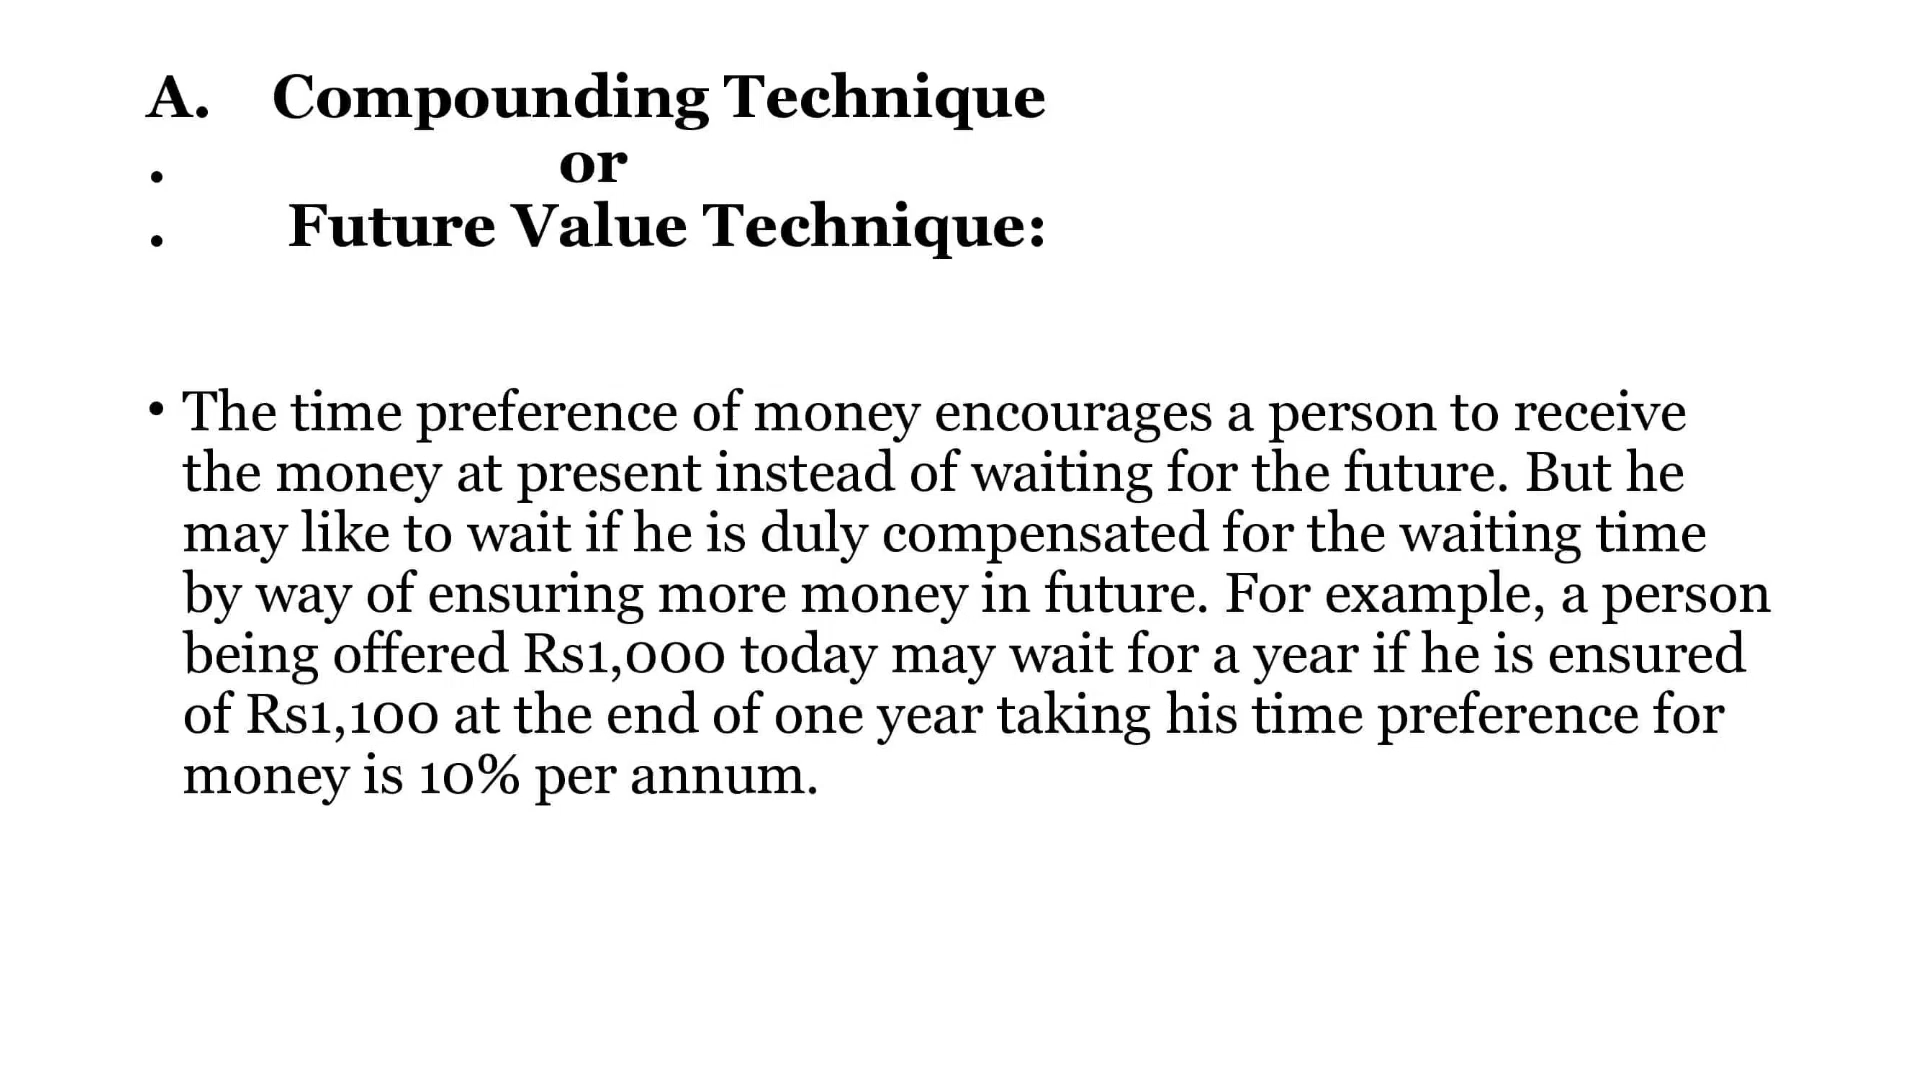 A. Compounding Technique
. or
. Future Value Technique:
• The time preference of money encourages a person to receive
the money at present instead of waiting for the future. But he
may like to wait if he is duly compensated for the waiting time
by way of ensuring more money in future. For example, a person
being offered Rs1,000 today may wait for a year if he is ensured
of Rs1,100 at the end of one year taking his time preference for
money is 10% per annum.